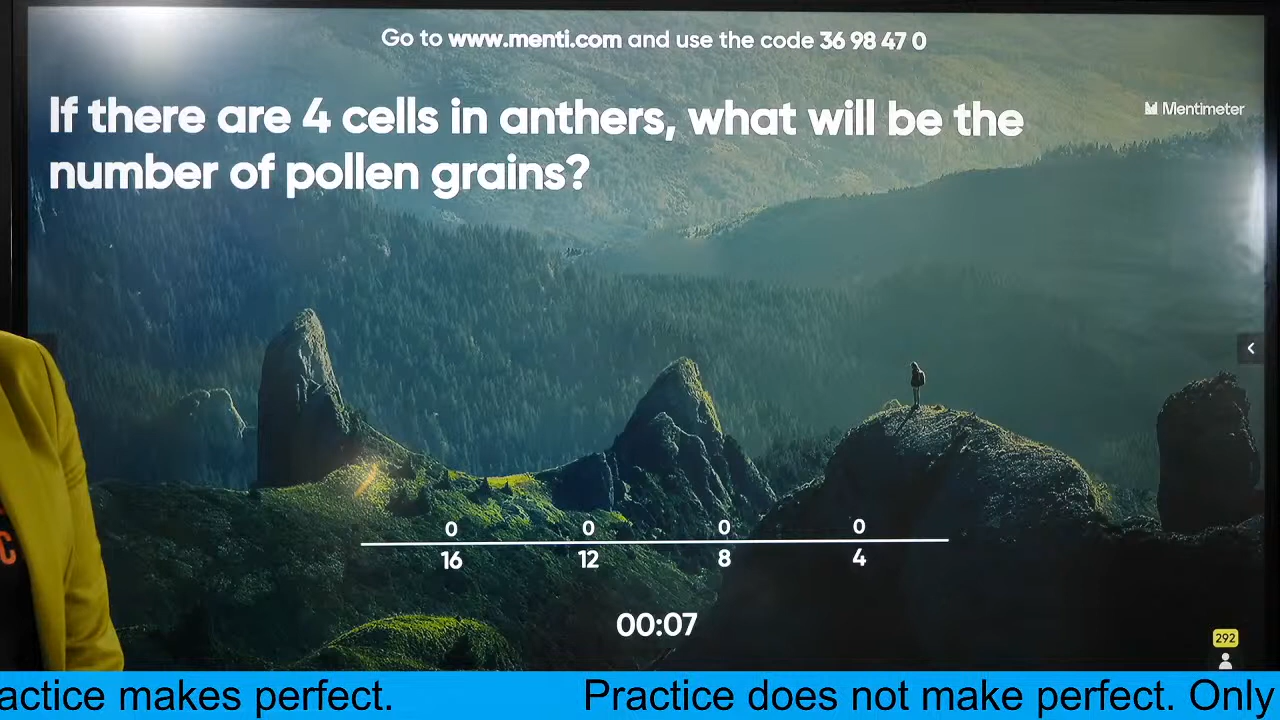 Go to www.menti.com and use the code 36 98 47 0
If there are 4 cells in anthers, what will be the
number of pollen grains?
Mentimeter
0 0 0 0
16 12 8 4
00:07
292
C
actice makes perfect. Practice does not make perfect. Only